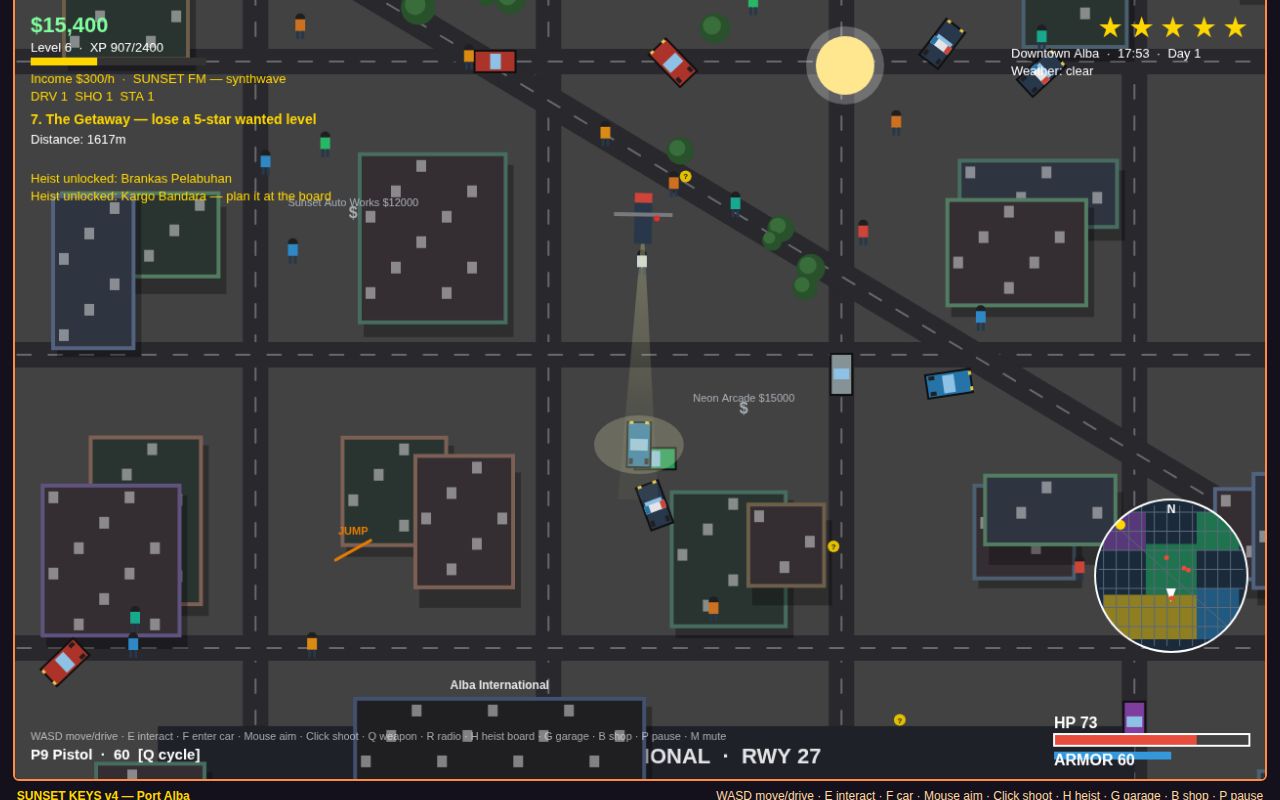 $15,400
Level 6 · XP 907/2400
Income $300/h · SUNSET FM — synthwave
DRV 1 SHO 1 STA 1
7. The Getaway — lose a 5-star wanted level
Distance: 1617m
Heist unlocked: Brankas Pelabuhan
Heist unlocked: Kargo Bandara — plan it at the board
★ ★ ★ ★ ★
Downtown Alba · 17:53 · Day 1
Weather: clear
Sunset Auto Works $12000
$
?
Neon Arcade $15000
$
JUMP
?
N
Alba International
?
WASD move/drive · E interact · F enter car · Mouse aim · Click shoot · Q weapon · R radio · H heist board · G garage · B shop · P pause · M mute
P9 Pistol · 60 [Q cycle]
IONAL · RWY 27
HP 73
ARMOR 60
SUNSET KEYS v4 — Port Alba
WASD move/drive · E interact · F car · Mouse aim · Click shoot · H heist · G garage · B shop · P pause